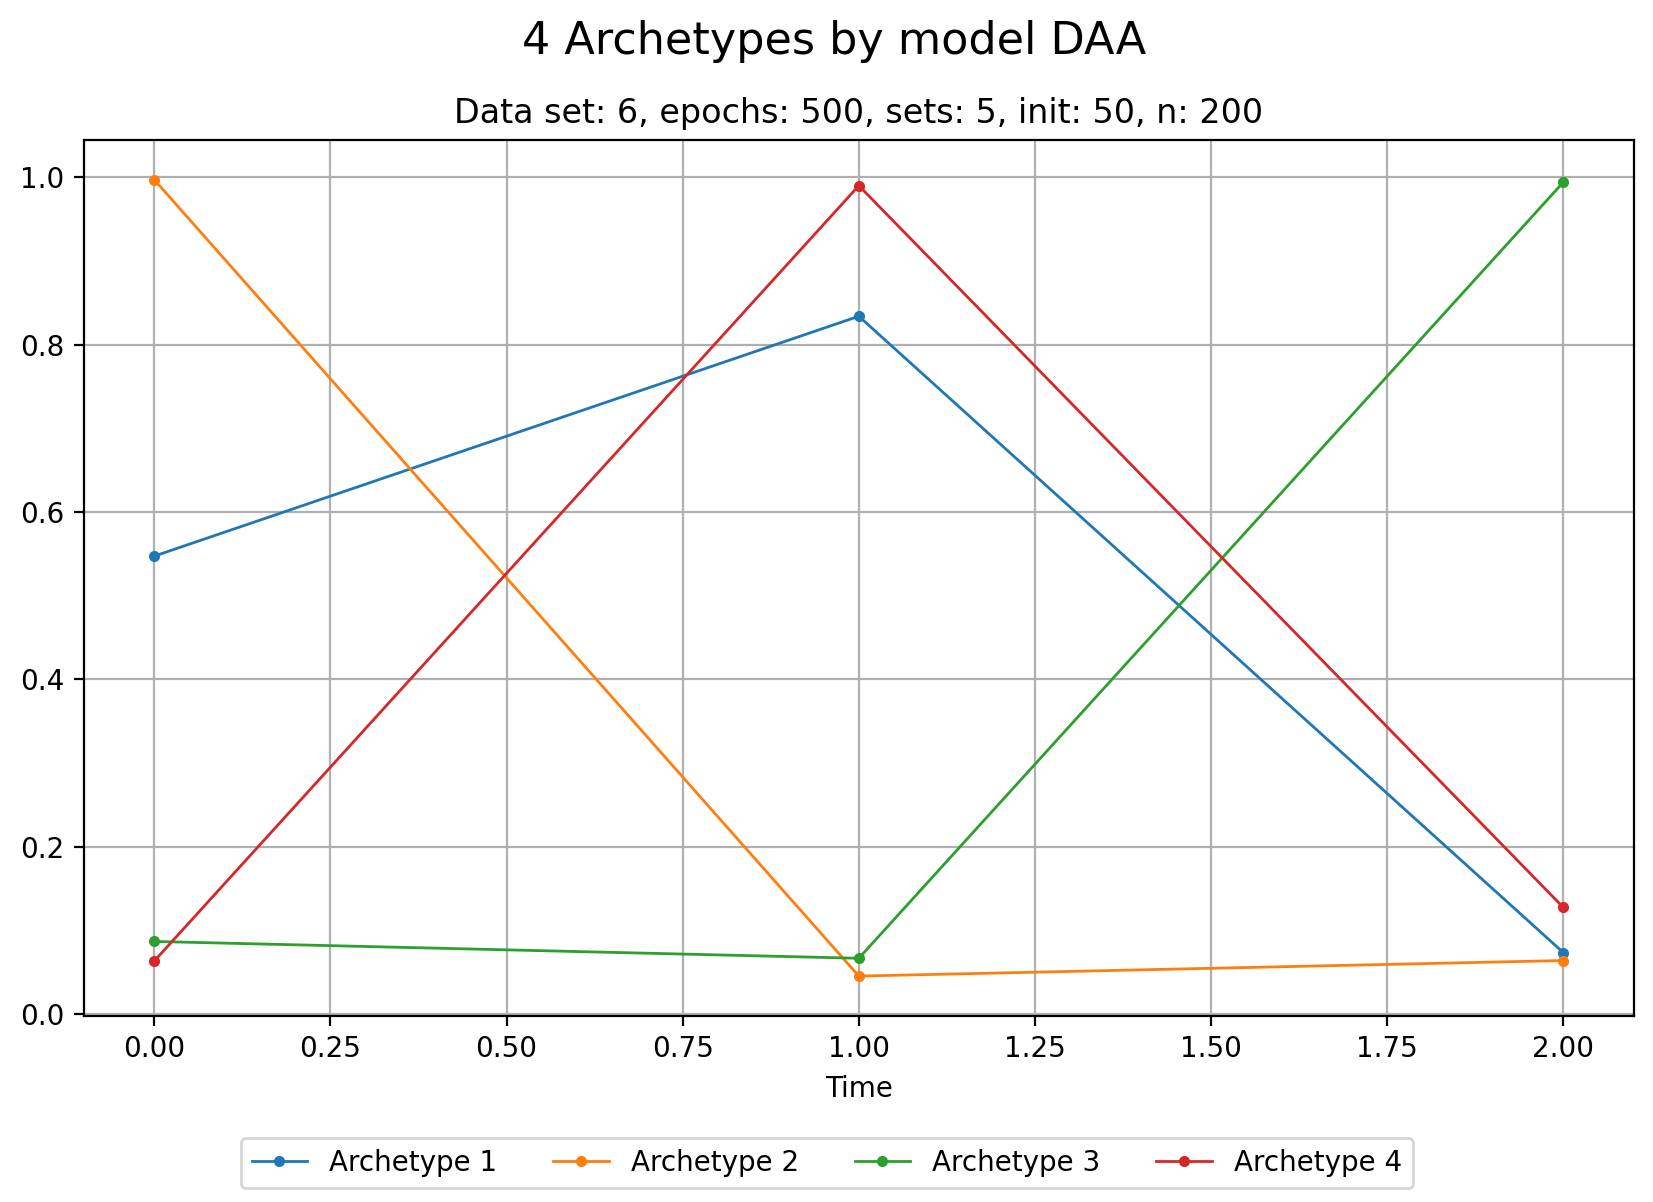 4 Archetypes by model DAA
Data set: 6, epochs: 500, sets: 5, init: 50, n: 200
1.0
0.8
0.6
0.4
0.2
0.0
0.00 0.25 0.50 0.75 1.00 1.25 1.50 1.75 2.00
Time
Archetype 1 Archetype 2 Archetype 3 Archetype 4